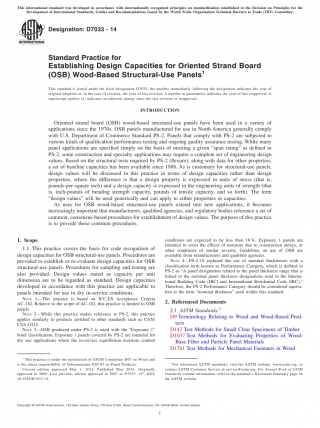 This international standard was developed in accordance with internationally recognized principles on standardization established in the Decision on Principles for the
Development of International Standards, Guides and Recommendations issued by the World Trade Organization Technical Barriers to Trade (TBT) Committee.
Designation: D7033 − 14
Standard Practice for
Establishing Design Capacities for Oriented Strand Board
(OSB) Wood-Based Structural-Use Panels1
This standard is issued under the fixed designation D7033; the number immediately following the designation indicates the year of
original adoption or, in the case of revision, the year of last revision. A number in parentheses indicates the year of last reapproval. A
superscript epsilon (ε) indicates an editorial change since the last revision or reapproval.
INTRODUCTION
Oriented strand board (OSB) wood-based structural-use panels have been used in a variety of
applications since the 1970s. OSB panels manufactured for use in North America generally comply
with U.S. Department of Commerce Standard PS-2. Panels that comply with PS-2 are subjected to
various kinds of qualification performance testing and ongoing quality assurance testing. While many
panel applications are specified simply on the basis of meeting a given “span rating” as defined in
PS-2, some construction and specialty applications may require a complete set of engineering design
values. Based on the structural tests required by PS-2 (flexure), along with data for other properties,
a set of baseline capacities has been available since 1988. As is customary for structural-use panels,
design values will be discussed in this practice in terms of design capacities rather than design
properties, where the difference is that a design property is expressed in units of stress (that is,
pounds-per-square inch) and a design capacity is expressed in the engineering units of strength (that
is, inch-pounds of bending strength capacity, pounds of tensile capacity, and so forth). The term
“design values” will be used generically and can apply to either properties or capacities.
As uses for OSB wood-based structural-use panels extend into new applications, it becomes
increasingly important that manufacturers, qualified agencies, and regulatory bodies reference a set of
common, consensus-based procedures for establishment of design values. The purpose of this practice
is to provide these common procedures.
1. Scope
1.1 This practice covers the basis for code recognition of
design capacities for OSB structural-use panels. Procedures are
provided to establish or re-evaluate design capacities for OSB
structural-use panels. Procedures for sampling and testing are
also provided. Design values stated as capacity per unit
dimension are to be regarded as standard. Design capacities
developed in accordance with this practice are applicable to
panels intended for use in dry in-service conditions.
NOTE 1—This practice is based on ICC-ES Acceptance Criteria
AC-182. Relative to the scope of AC-182, this practice is limited to OSB
panels.
NOTE 2—While this practice makes reference to PS-2, this practice
applies similarly to products certified to other standards such as CAN/
CSA O325.
NOTE 3—OSB produced under PS-2 is rated with the “Exposure 1”
bond classification. Exposure 1 panels covered by PS-2 are intended for
dry use applications where the in-service equilibrium moisture content
conditions are expected to be less than 16 %. Exposure 1 panels are
intended to resist the effects of moisture due to construction delays, or
other conditions of similar severity. Guidelines on use of OSB are
available from manufacturers and qualified agencies.
NOTE 4—PS 2-10 replaced the use of nominal thicknesses with a
classification term known as Performance Category, which is defined in
PS-2 as “A panel designation related to the panel thickness range that is
linked to the nominal panel thickness designations used in the Interna-
tional Building Code (IBC) and International Residential Code (IRC).”
Therefore, the PS-2 Performance Category should be considered equiva-
lent to the term “nominal thickness” used within this standard.
2. Referenced Documents
2.1 ASTM Standards:2
D9 Terminology Relating to Wood and Wood-Based Prod-
ucts
D143 Test Methods for Small Clear Specimens of Timber
D1037 Test Methods for Evaluating Properties of Wood-
Base Fiber and Particle Panel Materials
D1761 Test Methods for Mechanical Fasteners in Wood
1 This practice is under the jurisdiction of ASTM Committee D07 on Wood and
is the direct responsibility of Subcommittee D07.03 on Panel Products.
Current edition approved May 1, 2014. Published May 2014. Originally
approved in 2005. Last previous edition approved in 2007 as D7033 – 07. DOI:
10.1520/D7033-14.
2 For referenced ASTM standards, visit the ASTM website, www.astm.org, or
contact ASTM Customer Service at service@astm.org. For Annual Book of ASTM
Standards volume information, refer to the standard’s Document Summary page on
the ASTM website.
Copyright © ASTM International, 100 Barr Harbor Drive, PO Box C700, West Conshohocken, PA 19428-2959. United States
1